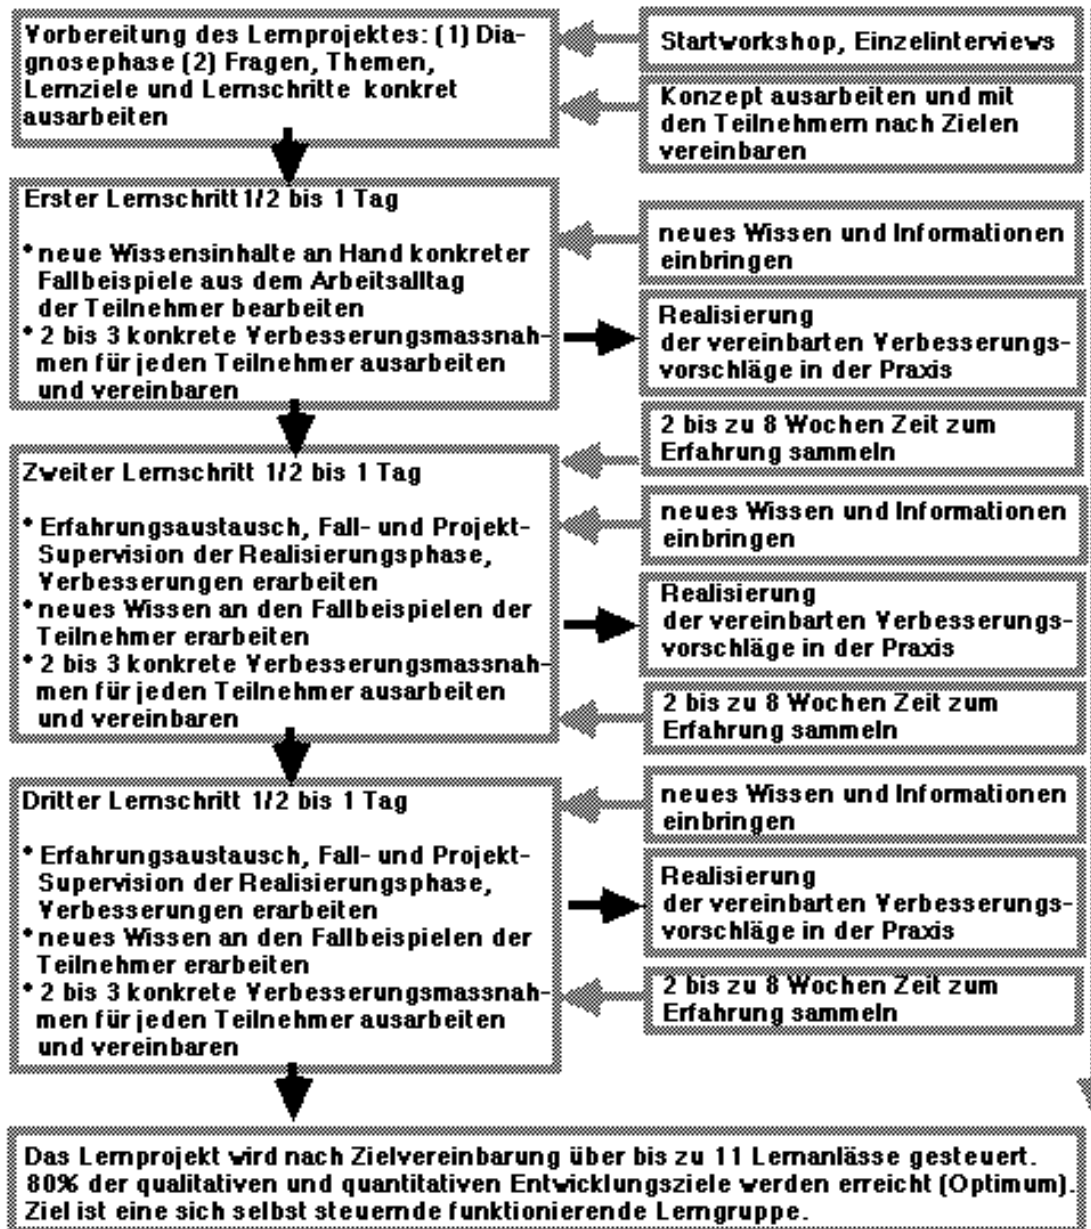 Vorbereitung des Lernprojektes: (1) Dia-
gnosephase (2) Fragen, Themen,
Lernziele und Lernschritte konkret
ausarbeiten
Startworkshop, Einzelinterviews
Konzept ausarbeiten und mit
den Teilnehmern nach Zielen
vereinbaren
Erster Lernschritt 1/2 bis 1 Tag
• neue Wissensinhalte an Hand konkreter
Fallbeispiele aus dem Arbeitsalltag
der Teilnehmer bearbeiten
• 2 bis 3 konkrete Verbesserungsmassnah-
men für jeden Teilnehmer ausarbeiten
und vereinbaren
neues Wissen und Informationen
einbringen
Realisierung
der vereinbarten Verbesserungs-
vorschläge in der Praxis
2 bis zu 8 Wochen Zeit zum
Erfahrung sammeln
Zweiter Lernschritt 1/2 bis 1 Tag
• Erfahrungsaustausch, Fall- und Projekt-
Supervision der Realisierungsphase,
Verbesserungen erarbeiten
• neues Wissen an den Fallbeispielen der
Teilnehmer erarbeiten
• 2 bis 3 konkrete Verbesserungsmassnah-
men für jeden Teilnehmer ausarbeiten
und vereinbaren
neues Wissen und Informationen
einbringen
Realisierung
der vereinbarten Verbesserungs-
vorschläge in der Praxis
2 bis zu 8 Wochen Zeit zum
Erfahrung sammeln
Dritter Lernschritt 1/2 bis 1 Tag
• Erfahrungsaustausch, Fall- und Projekt-
Supervision der Realisierungsphase,
Verbesserungen erarbeiten
• neues Wissen an den Fallbeispielen der
Teilnehmer erarbeiten
• 2 bis 3 konkrete Verbesserungsmassnah-
men für jeden Teilnehmer ausarbeiten
und vereinbaren
neues Wissen und Informationen
einbringen
Realisierung
der vereinbarten Verbesserungs-
vorschläge in der Praxis
2 bis zu 8 Wochen Zeit zum
Erfahrung sammeln
Das Lernprojekt wird nach Zielvereinbarung über bis zu 11 Lernanlässe gesteuert.
80% der qualitativen und quantitativen Entwicklungsziele werden erreicht (Optimum).
Ziel ist eine sich selbst steuernde funktionierende Lerngruppe.